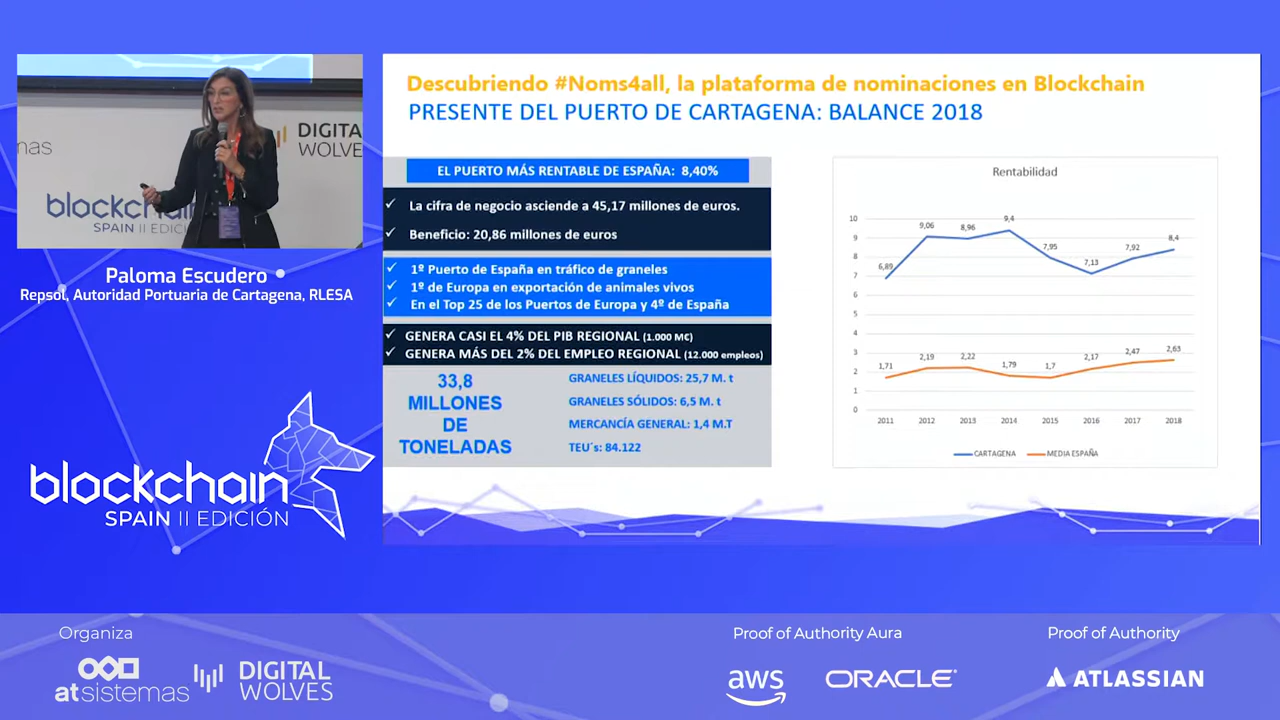 nas
DIGITAL
WOLVE
blockchain
SPAIN II EDICI
Paloma Escudero
Repsol, Autoridad Portuaria de Cartagena, RLESA
blockchain
SPAIN II EDICIÓN
Descubriendo #Noms4all, la plataforma de nominaciones en Blockchain
PRESENTE DEL PUERTO DE CARTAGENA: BALANCE 2018
EL PUERTO MÁS RENTABLE DE ESPAÑA: 8,40%
✓ La cifra de negocio asciende a 45,17 millones de euros.
✓ Beneficio: 20,86 millones de euros
✓ 1º Puerto de España en tráfico de graneles
✓ 1º de Europa en exportación de animales vivos
✓ En el Top 25 de los Puertos de Europa y 4º de España
✓ GENERA CASI EL 4% DEL PIB REGIONAL (1.000 M€)
✓ GENERA MÁS DEL 2% DEL EMPLEO REGIONAL (12.000 empleos)
33,8
MILLONES
DE
TONELADAS
GRANELES LÍQUIDOS: 25,7 M. t
GRANELES SÓLIDOS: 6,5 M. t
MERCANCÍA GENERAL: 1,4 M.T
TEU´s: 84.122
Rentabilidad
10
9
8
7
6
5
4
3
2
1
0
6,89 9,06 8,96 9,4 7,95 7,13 7,92 8,4
1,71 2,19 2,22 1,79 1,7 2,17 2,47 2,63
2011 2012 2013 2014 2015 2016 2017 2018
CARTAGENA MEDIA ESPAÑA
Organiza
atsistemas
DIGITAL
WOLVES
Proof of Authority Aura
aws
ORACLE
Proof of Authority
ATLASSIAN